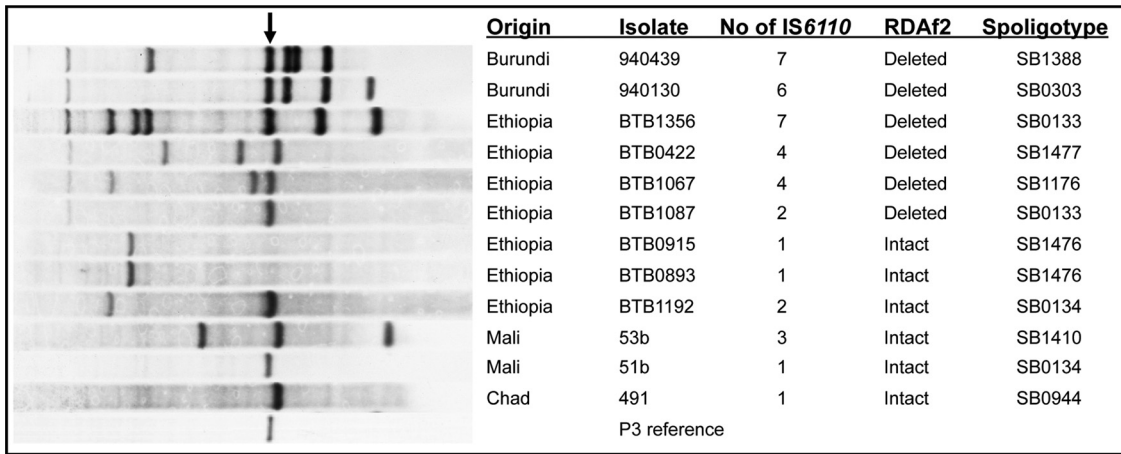 Origin Isolate No of IS6110 RDAf2 Spoligotype
Burundi 940439 7 Deleted SB1388
Burundi 940130 6 Deleted SB0303
Ethiopia BTB1356 7 Deleted SB0133
Ethiopia BTB0422 4 Deleted SB1477
Ethiopia BTB1067 4 Deleted SB1176
Ethiopia BTB1087 2 Deleted SB0133
Ethiopia BTB0915 1 Intact SB1476
Ethiopia BTB0893 1 Intact SB1476
Ethiopia BTB1192 2 Intact SB0134
Mali 53b 3 Intact SB1410
Mali 51b 1 Intact SB0134
Chad 491 1 Intact SB0944
P3 reference